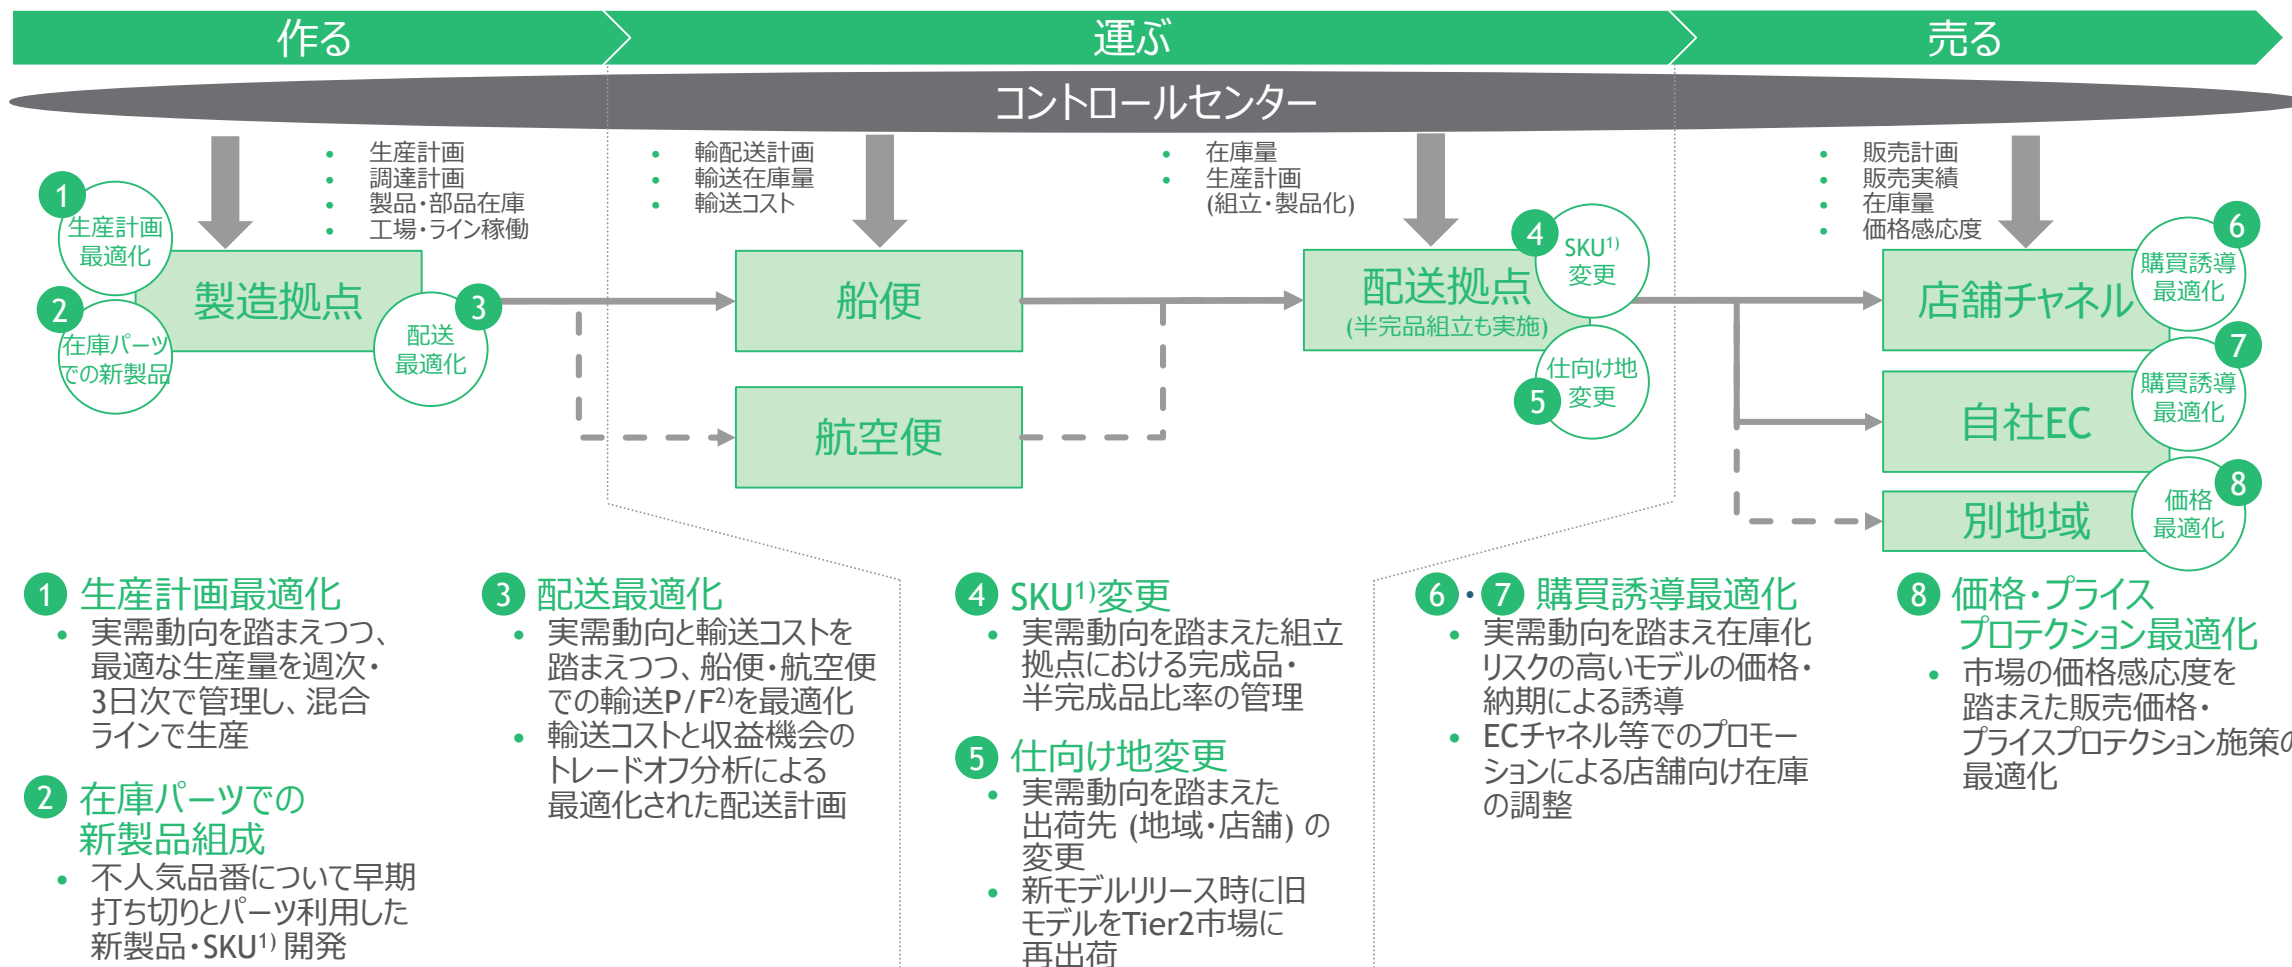 作る
運ぶ
売る
コントロールセンター
• 生産計画
• 調達計画
• 製品・部品在庫
• 工場・ライン稼働
• 輸配送計画
• 輸送在庫量
• 輸送コスト
• 在庫量
• 生産計画
(組立・製品化)
• 販売計画
• 販売実績
• 在庫量
• 価格感応度
1
生産計画
最適化
2
在庫パーツ
での新製品
製造拠点
3
配送
最適化
船便
航空便
配送拠点
(半完品組立も実施)
4
SKU1)
変更
5
仕向け地
変更
店舗チャネル
6
購買誘導
最適化
自社EC
7
購買誘導
最適化
別地域
8
価格
最適化
1 生産計画最適化
• 実需動向を踏まえつつ、
最適な生産量を週次・
3日次で管理し、混合
ラインで生産
2 在庫パーツでの
新製品組成
• 不人気品番について早期
打ち切りとパーツ利用した
新製品・SKU1) 開発
3 配送最適化
• 実需動向と輸送コストを
踏まえつつ、船便・航空便
での輸送P/F2)を最適化
• 輸送コストと収益機会の
トレードオフ分析による
最適化された配送計画
4 SKU1)変更
• 実需動向を踏まえた組立
拠点における完成品・
半完成品比率の管理
5 仕向け地変更
• 実需動向を踏まえた
出荷先 (地域・店舗) の
変更
• 新モデルリリース時に旧
モデルをTier2市場に
再出荷
6・7 購買誘導最適化
• 実需動向を踏まえ在庫化
リスクの高いモデルの価格・
納期による誘導
• ECチャネル等でのプロモー
ションによる店舗向け在庫
の調整
8 価格・プライス
プロテクション最適化
• 市場の価格感応度を
踏まえた販売価格・
プライスプロテクション施策の
最適化